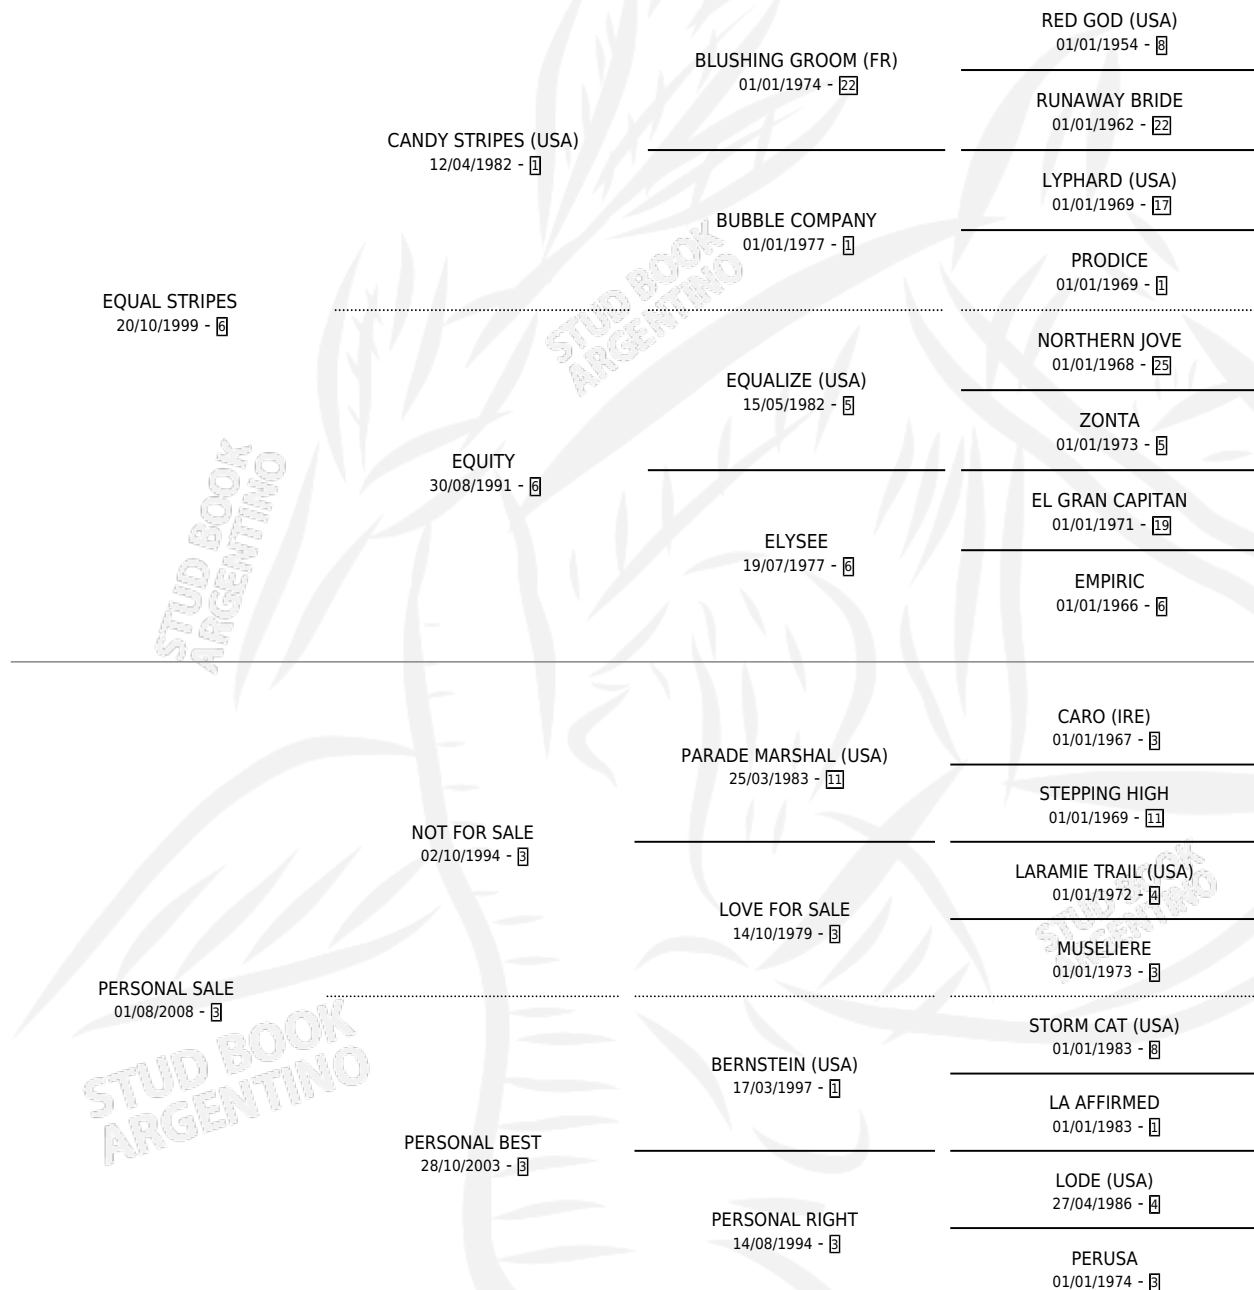 RED GOD (USA)
01/01/1954 - 8
BLUSHING GROOM (FR)
01/01/1974 - 22
RUNAWAY BRIDE
01/01/1962 - 22
CANDY STRIPES (USA)
12/04/1982 - 1
LYPHARD (USA)
01/01/1969 - 17
BUBBLE COMPANY
01/01/1977 - 1
PRODICE
01/01/1969 - 1
EQUAL STRIPES
20/10/1999 - 6
STUD BOOK
ARGENTINO
NORTHERN JOVE
01/01/1968 - 25
EQUALIZE (USA)
15/05/1982 - 5
ZONTA
01/01/1973 - 5
EQUITY
30/08/1991 - 6
EL GRAN CAPITAN
01/01/1971 - 19
ELYSEE
19/07/1977 - 6
EMPIRIC
01/01/1966 - 6
STUD BOOK
ARGENTINO
CARO (IRE)
01/01/1967 - 3
PARADE MARSHAL (USA)
25/03/1983 - 11
STEPPING HIGH
01/01/1969 - 11
NOT FOR SALE
02/10/1994 - 3
LARAMIE TRAIL (USA)
01/01/1972 - 4
LOVE FOR SALE
14/10/1979 - 3
STUD BOOK
ARGENTINO
MUSELIERE
01/01/1973 - 3
PERSONAL SALE
01/08/2008 - 3
STORM CAT (USA)
01/01/1983 - 8
BERNSTEIN (USA)
17/03/1997 - 1
LA AFFIRMED
01/01/1983 - 1
STUD BOOK
ARGENTINO
PERSONAL BEST
28/10/2003 - 3
LODE (USA)
27/04/1986 - 4
PERSONAL RIGHT
14/08/1994 - 3
PERUSA
01/01/1974 - 3